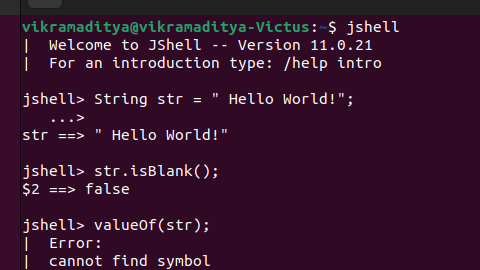 vikramaditya@vikramaditya-Victus:~$ jshell
|  Welcome to JShell -- Version 11.0.21
|  For an introduction type: /help intro
jshell> String str = " Hello World!";
   ...>
str ==> " Hello World!"
jshell> str.isBlank();
$2 ==> false
jshell> valueOf(str);
|  Error:
|  cannot find symbol